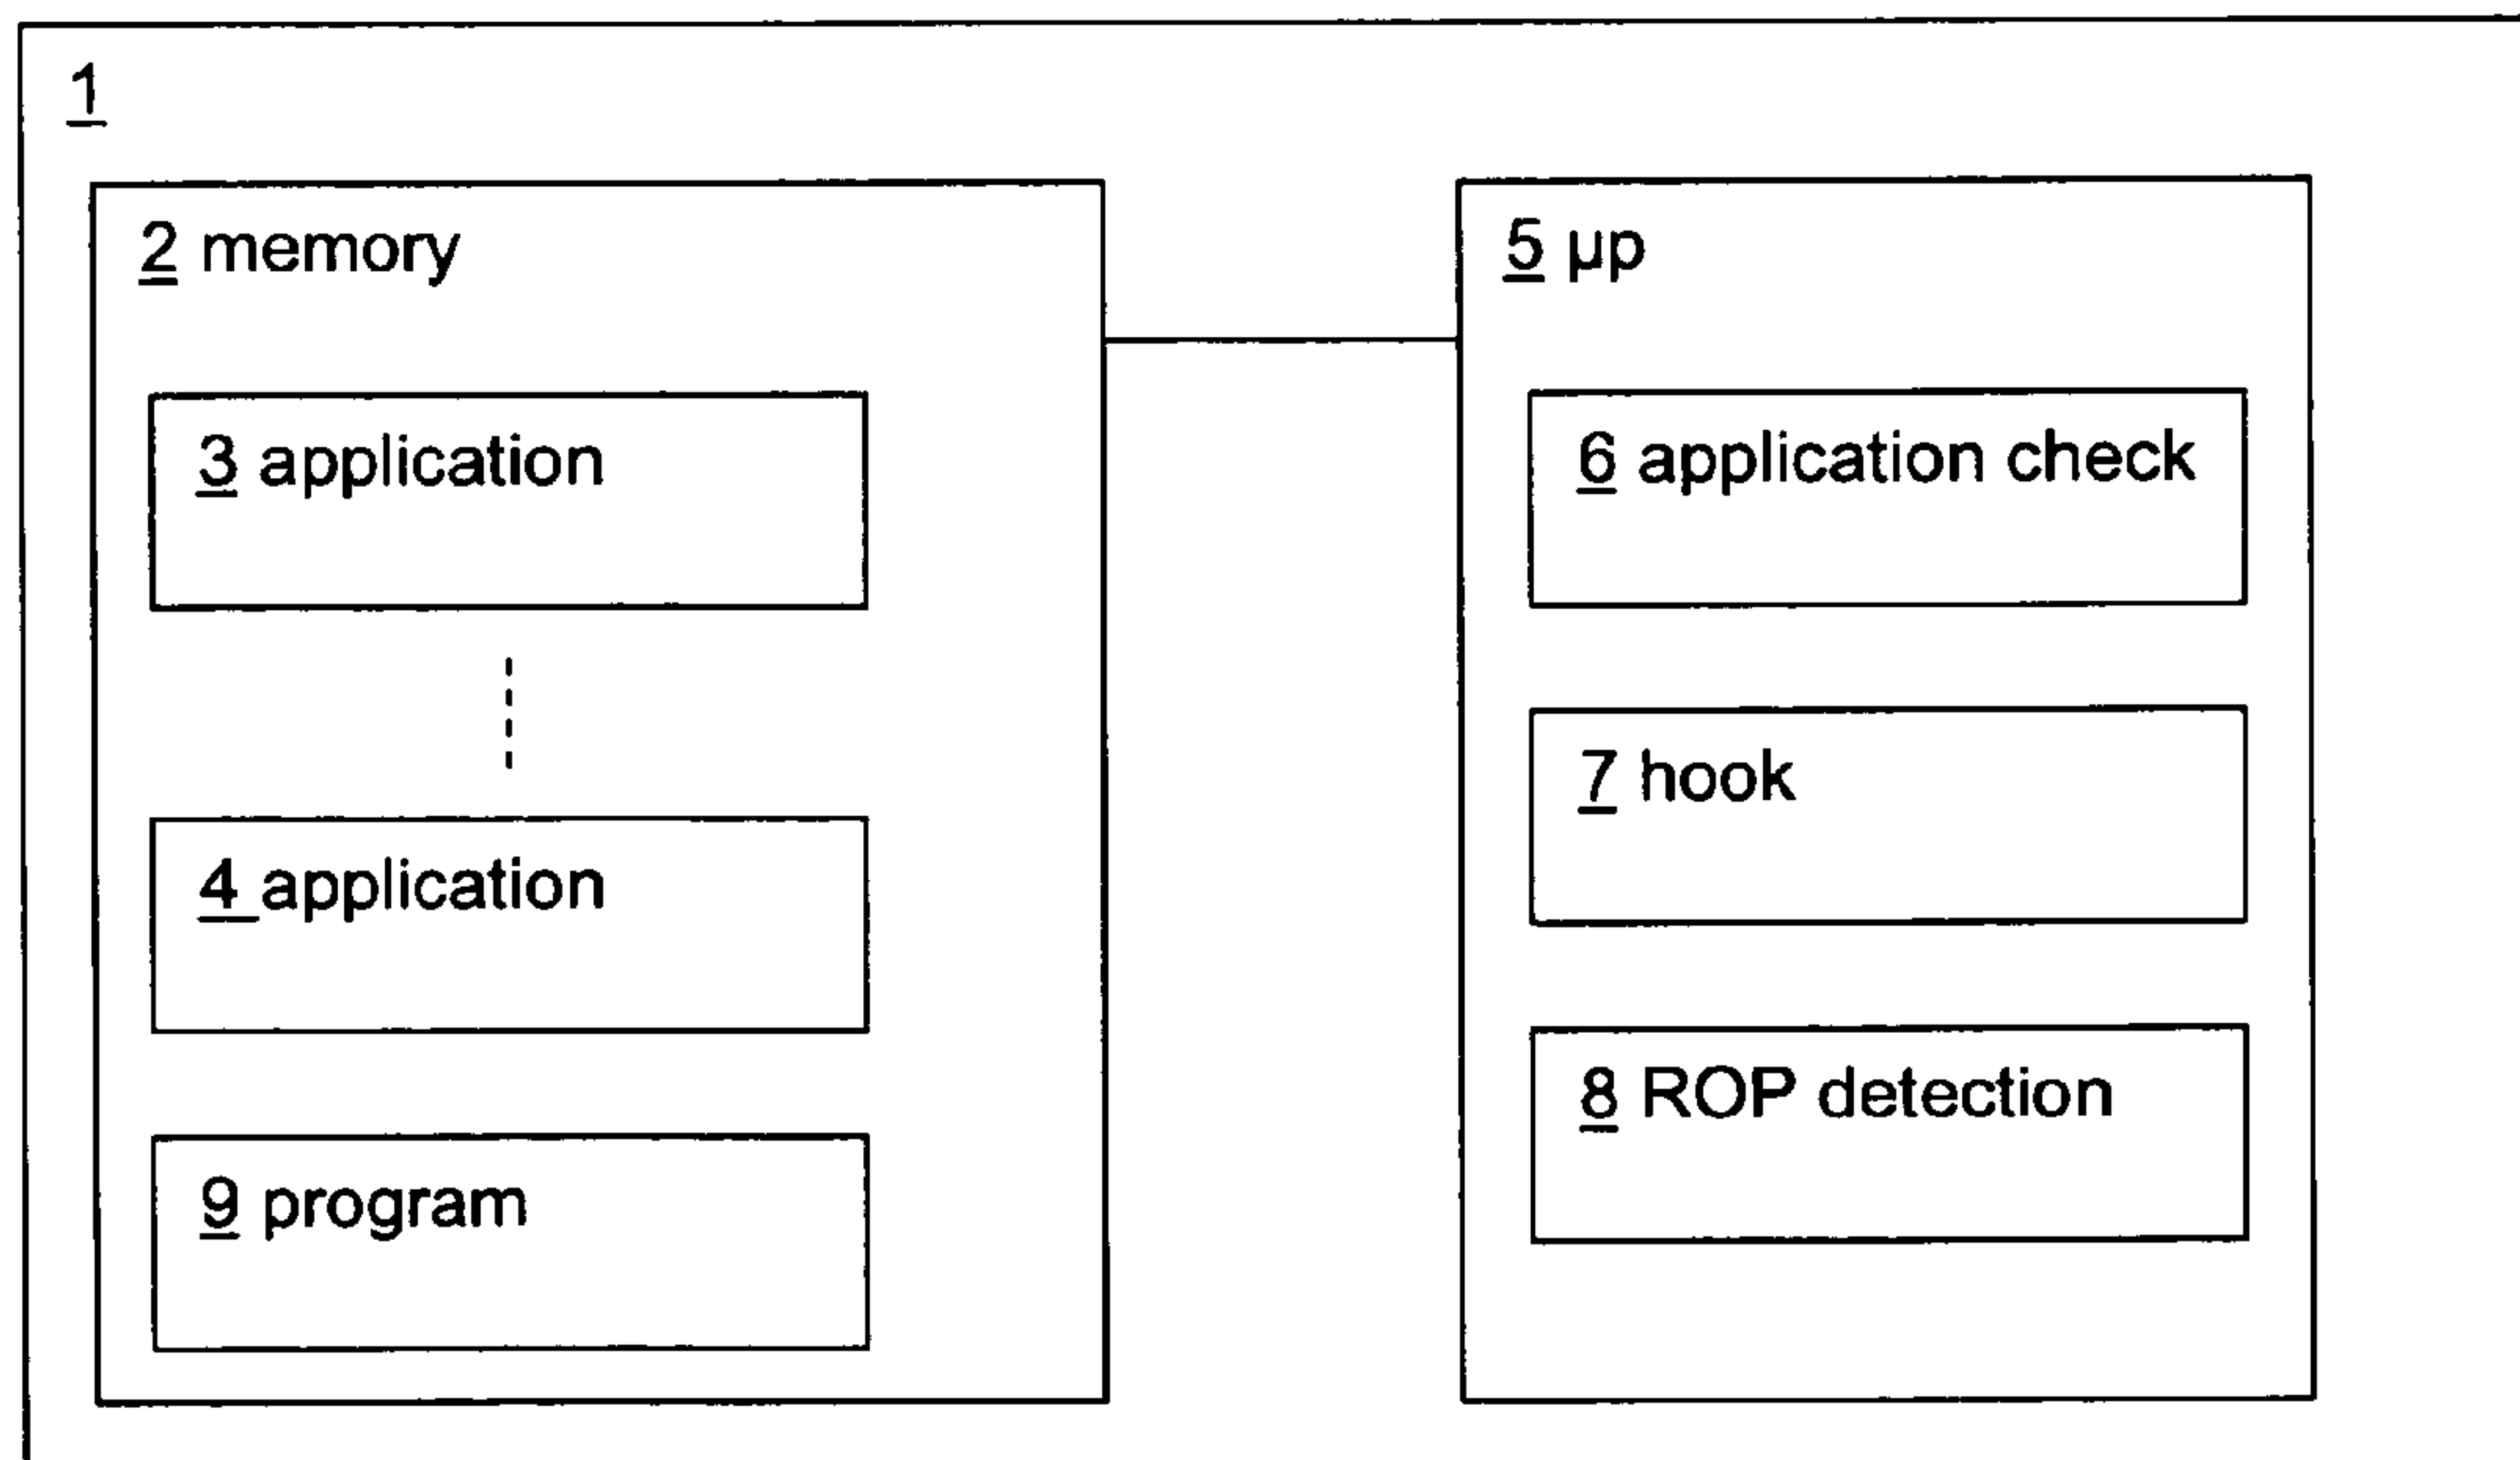 1
2 memory
3 application
4 application
9 program
5 µp
6 application check
7 hook
8 ROP detection